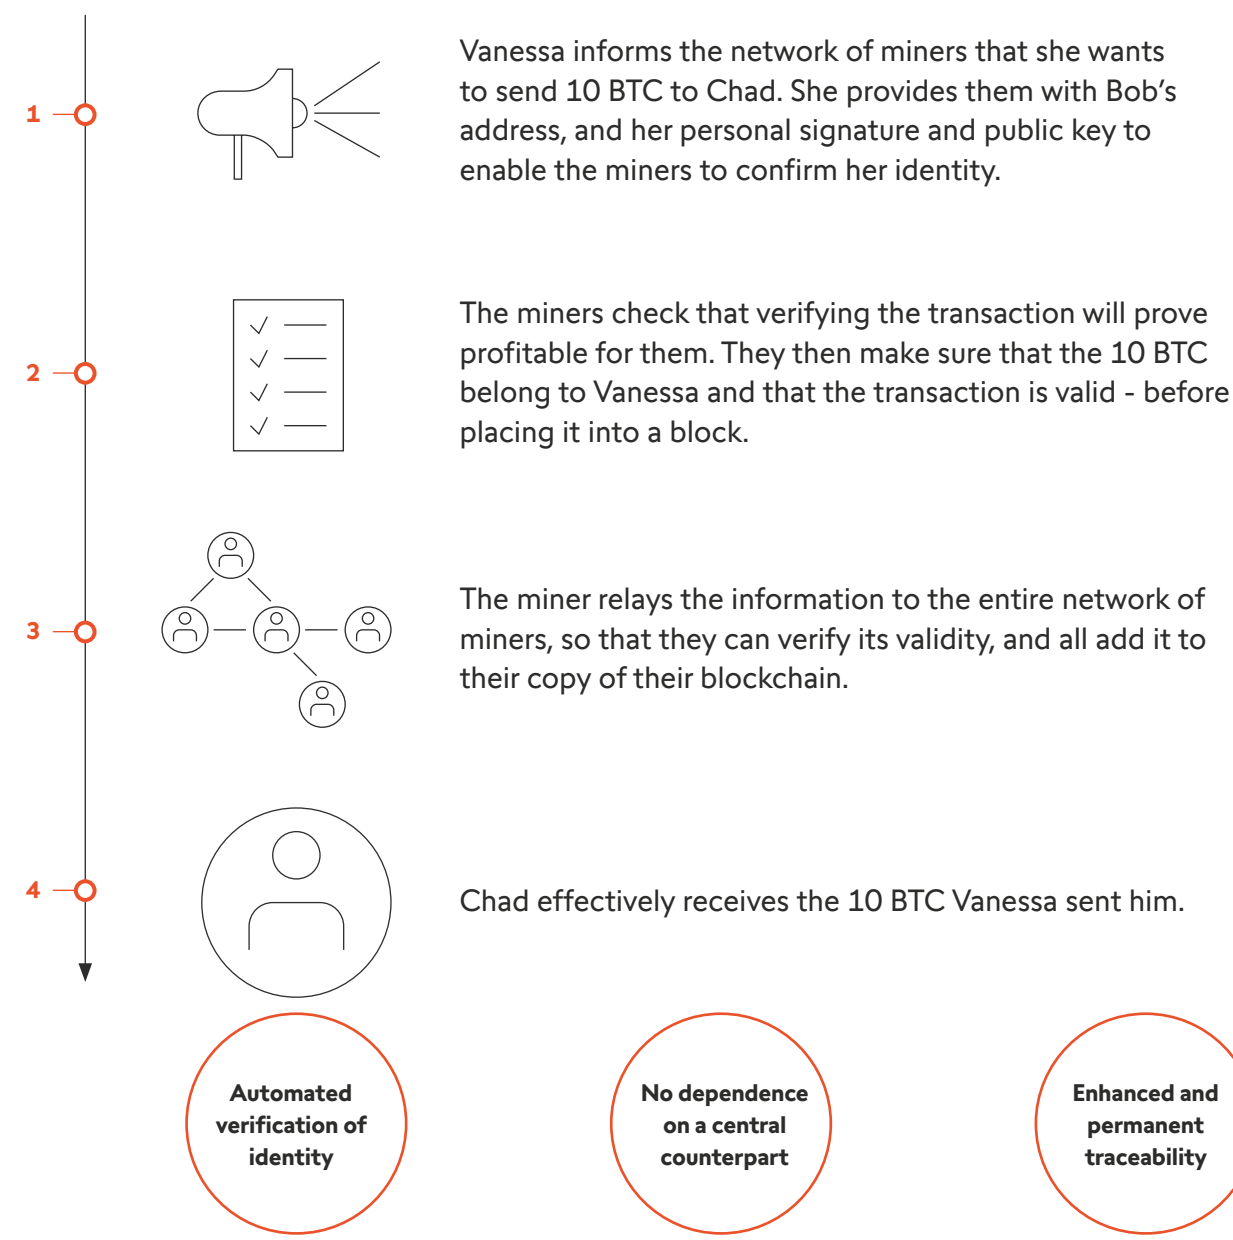 1
Vanessa informs the network of miners that she wants
to send 10 BTC to Chad. She provides them with Bob's
address, and her personal signature and public key to
enable the miners to confirm her identity.
2
The miners check that verifying the transaction will prove
profitable for them. They then make sure that the 10 BTC
belong to Vanessa and that the transaction is valid - before
placing it into a block.
3
The miner relays the information to the entire network of
miners, so that they can verify its validity, and all add it to
their copy of their blockchain.
4
Chad effectively receives the 10 BTC Vanessa sent him.
Automated
verification of
identity
No dependence
on a central
counterpart
Enhanced and
permanent
traceability